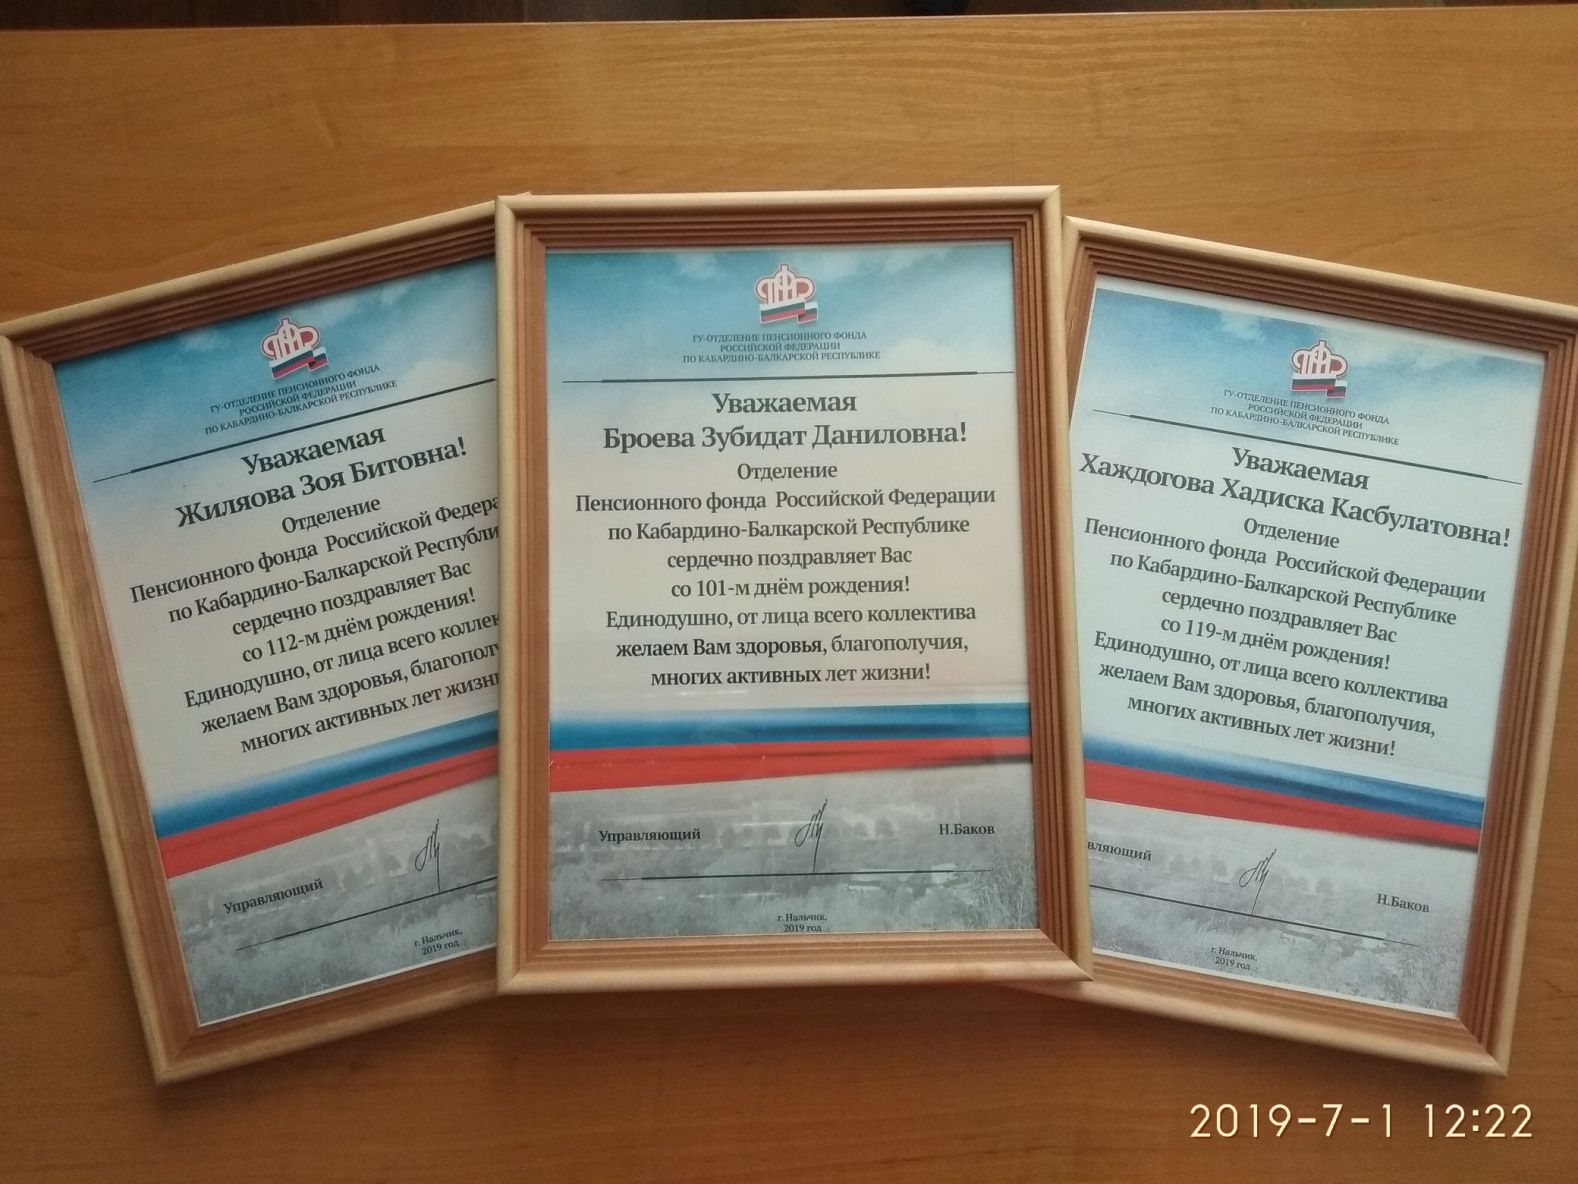 ГУ-ОТДЕЛЕНИЕ ПЕНСИОННОГО ФОНДА
РОССИЙСКОЙ ФЕДЕРАЦИИ
ПО КАБАРДИНО-БАЛКАРСКОЙ РЕСПУБЛИКЕ
Уважаемая
Жиляова Зоя Битовна!
Отделение
Пенсионного фонда Российской Федера
по Кабардино-Балкарской Республи
сердечно поздравляет Вас
со 112-м днём рождения!
Единодушно, от лица всего коллек
желаем Вам здоровья, благополу
многих активных лет жизн
Управляющий
г. Нальчик,
2019 год
ГУ-ОТДЕЛЕНИЕ ПЕНСИОННОГО ФОНДА
РОССИЙСКОЙ ФЕДЕРАЦИИ
ПО КАБАРДИНО-БАЛКАРСКОЙ РЕСПУБЛИКЕ
Уважаемая
Броева Зубидат Даниловна!
Отделение
Пенсионного фонда Российской Федерации
по Кабардино-Балкарской Республике
сердечно поздравляет Вас
со 101-м днём рождения!
Единодушно, от лица всего коллектива
желаем Вам здоровья, благополучия,
многих активных лет жизни!
Управляющий Н.Баков
г. Нальчик,
2019 год
ГУ-ОТДЕЛЕНИЕ ПЕНСИОННОГО ФОНДА
РОССИЙСКОЙ ФЕДЕРАЦИИ
ПО КАБАРДИНО-БАЛКАРСКОЙ РЕСПУБЛИКЕ
Уважаемая
Хаждогова Хадиска Касбулатовна!
Отделение
Пенсионного фонда Российской Федерации
по Кабардино-Балкарской Республике
сердечно поздравляет Вас
со 119-м днём рождения!
Единодушно, от лица всего коллектива
желаем Вам здоровья, благополучия,
многих активных лет жизни!
вляющий Н.Баков
г. Нальчик,
2019 год
2019-7-1 12:22